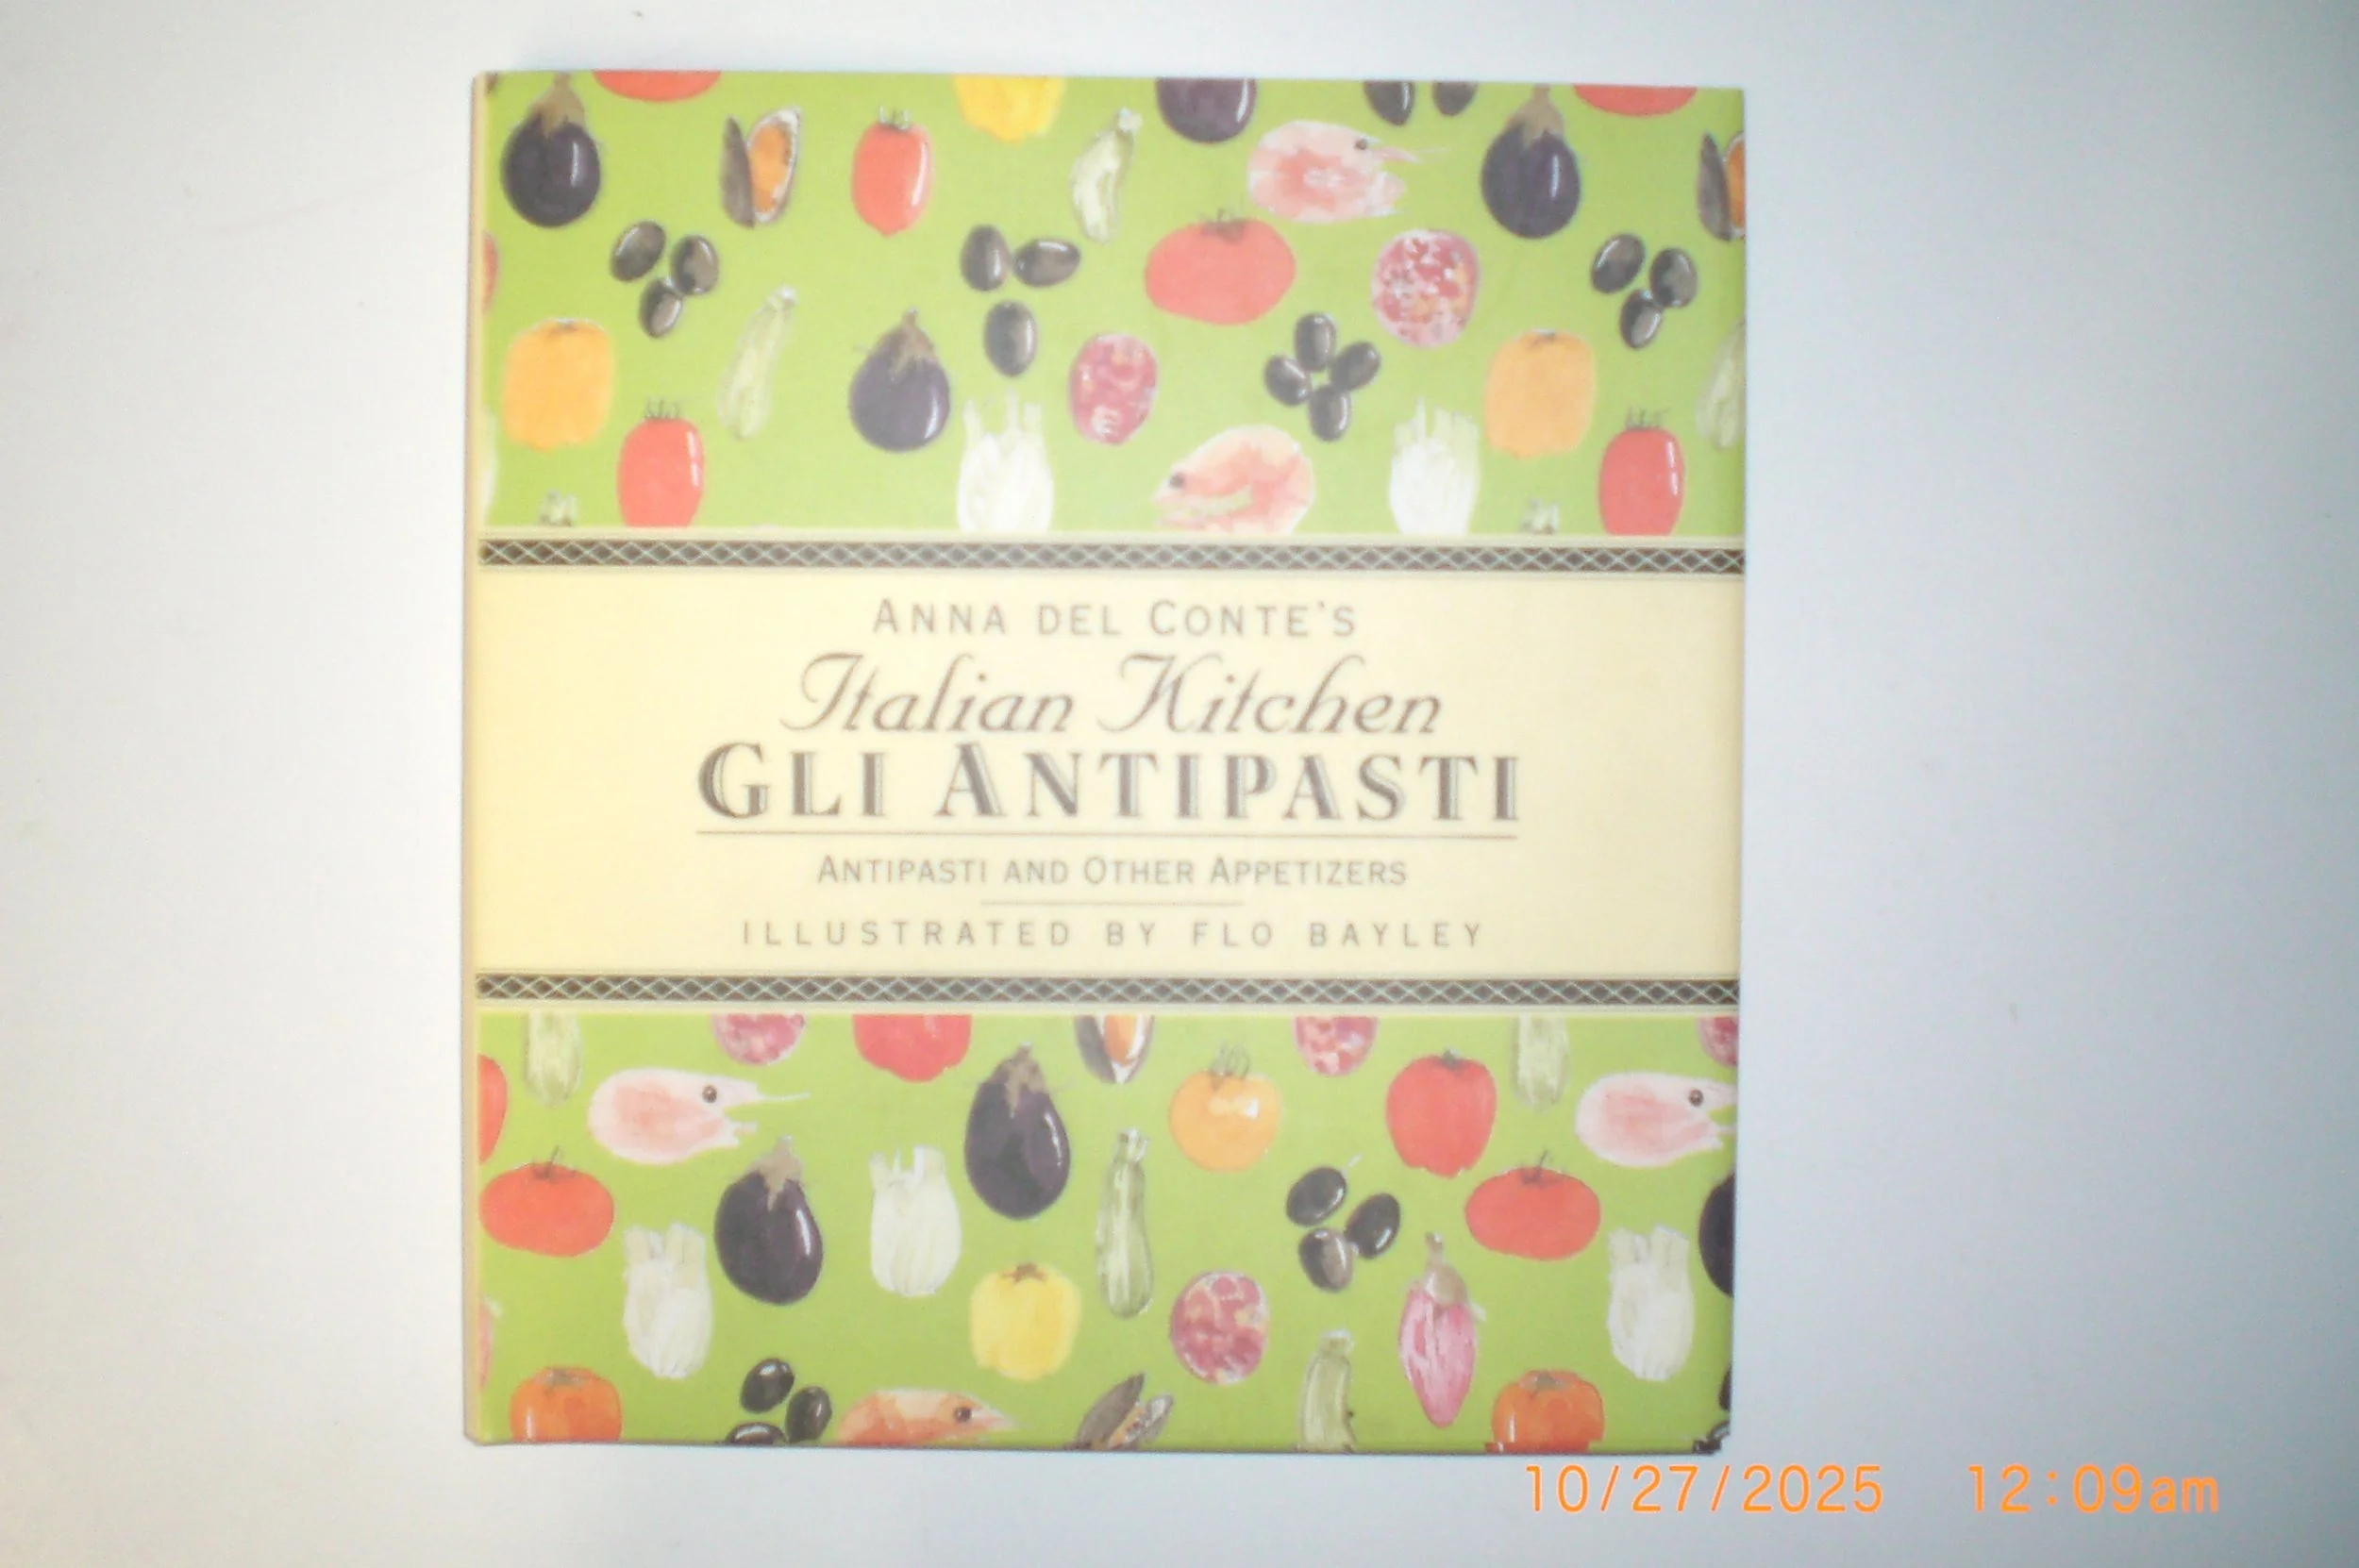 ANNA DEL CONTE'S
Italian Kitchen
GLI ANTIPASTI
ANTIPASTI AND OTHER APPETIZERS
ILLUSTRATED BY FLO BAYLEY
10/27/2025 12:09am